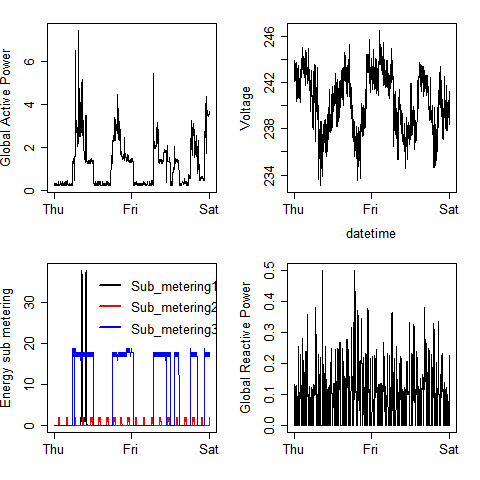 Global Active Power
0
2
4
6
Thu
Fri
Sat
Voltage
234
238
242
246
Thu
Fri
Sat
datetime
Energy sub metering
0
10
20
30
Sub_metering1
Sub_metering2
Sub_metering3
Thu
Fri
Sat
Global Reactive Power
0.0
0.1
0.2
0.3
0.4
0.5
Thu
Fri
Sat